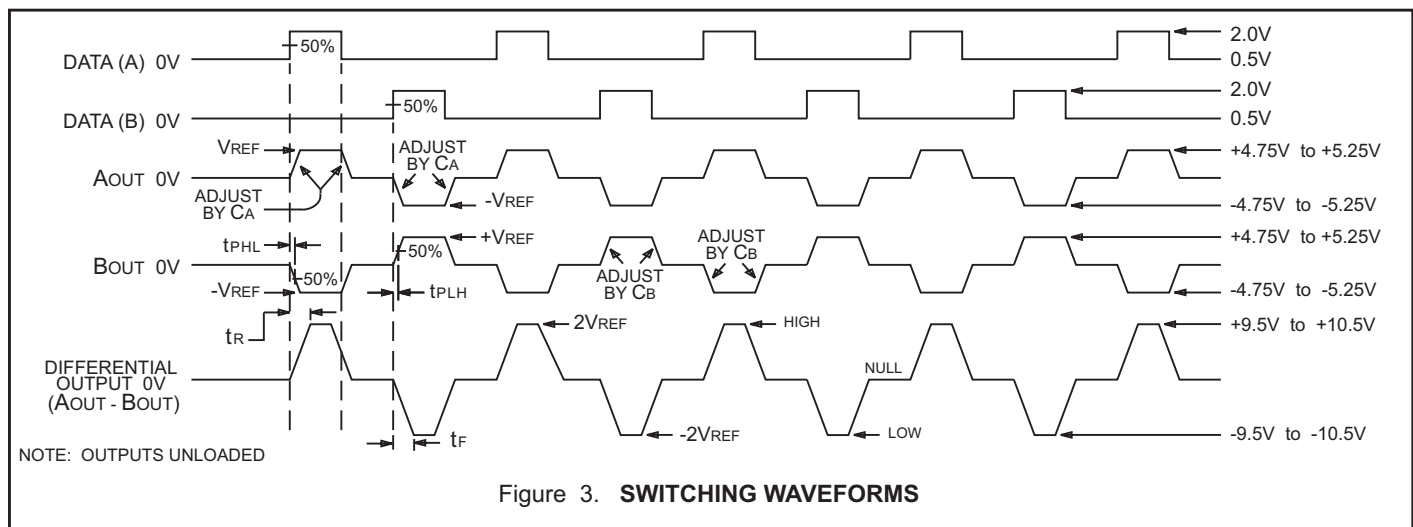 50%
DATA (A) 0V
2.0V
0.5V
50%
DATA (B) 0V
2.0V
0.5V
VREF
ADJUST
BY CA
AOUT 0V
ADJUST
BY CA
-VREF
+4.75V to +5.25V
-4.75V to -5.25V
tPHL
+VREF
50%
ADJUST
BY CB
ADJUST
BY CB
BOUT 0V
50%
-VREF
tPLH
+4.75V to +5.25V
-4.75V to -5.25V
tR
2VREF
HIGH
+9.5V to +10.5V
DIFFERENTIAL
OUTPUT 0V
(AOUT - BOUT)
NULL
tF
-2VREF
LOW
-9.5V to -10.5V
NOTE: OUTPUTS UNLOADED
Figure 3. SWITCHING WAVEFORMS